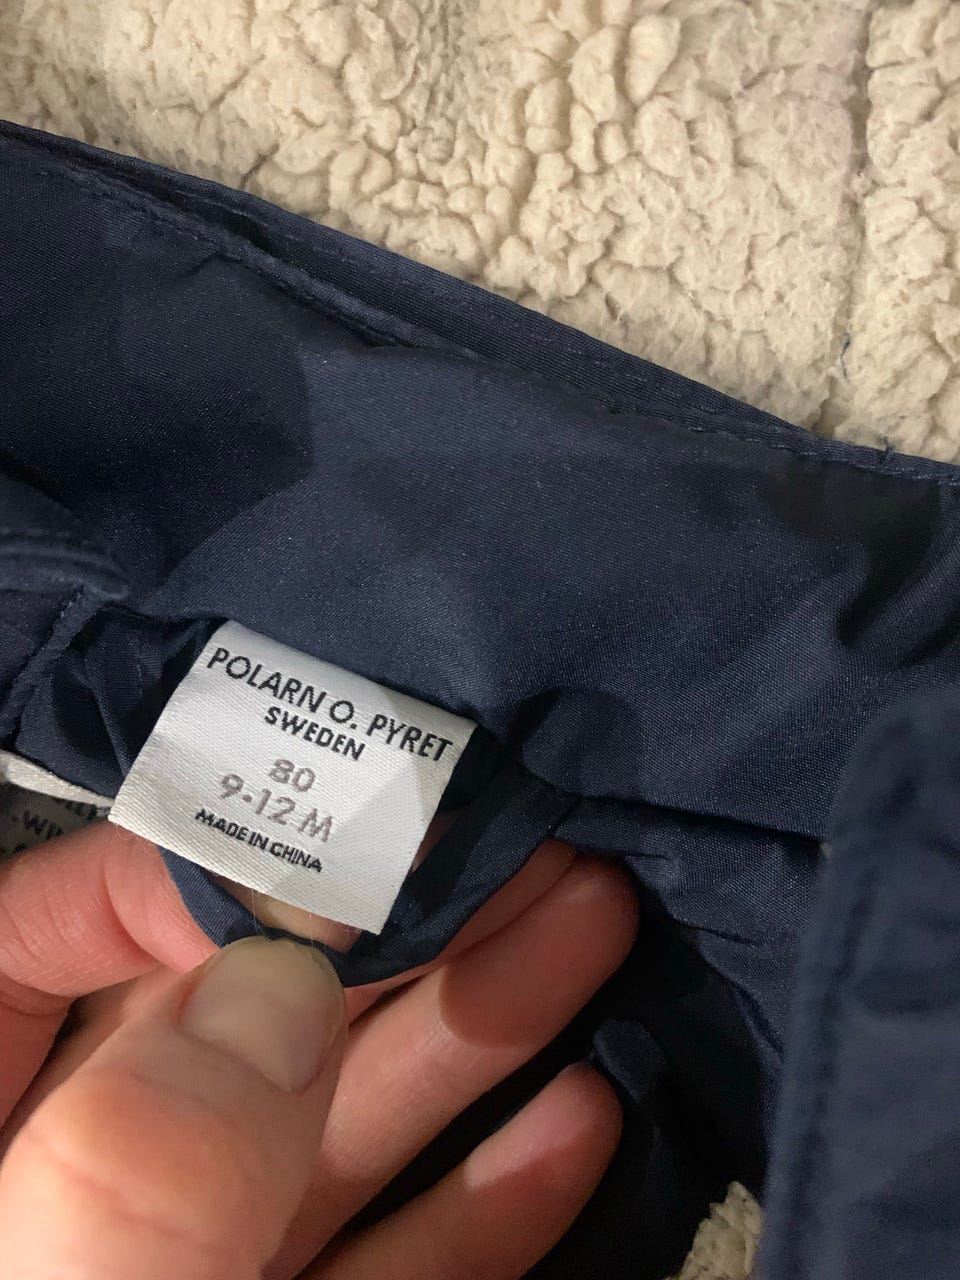 POLARN O. PYRET
SWEDEN
80
9-12 M
MADE IN CHINA